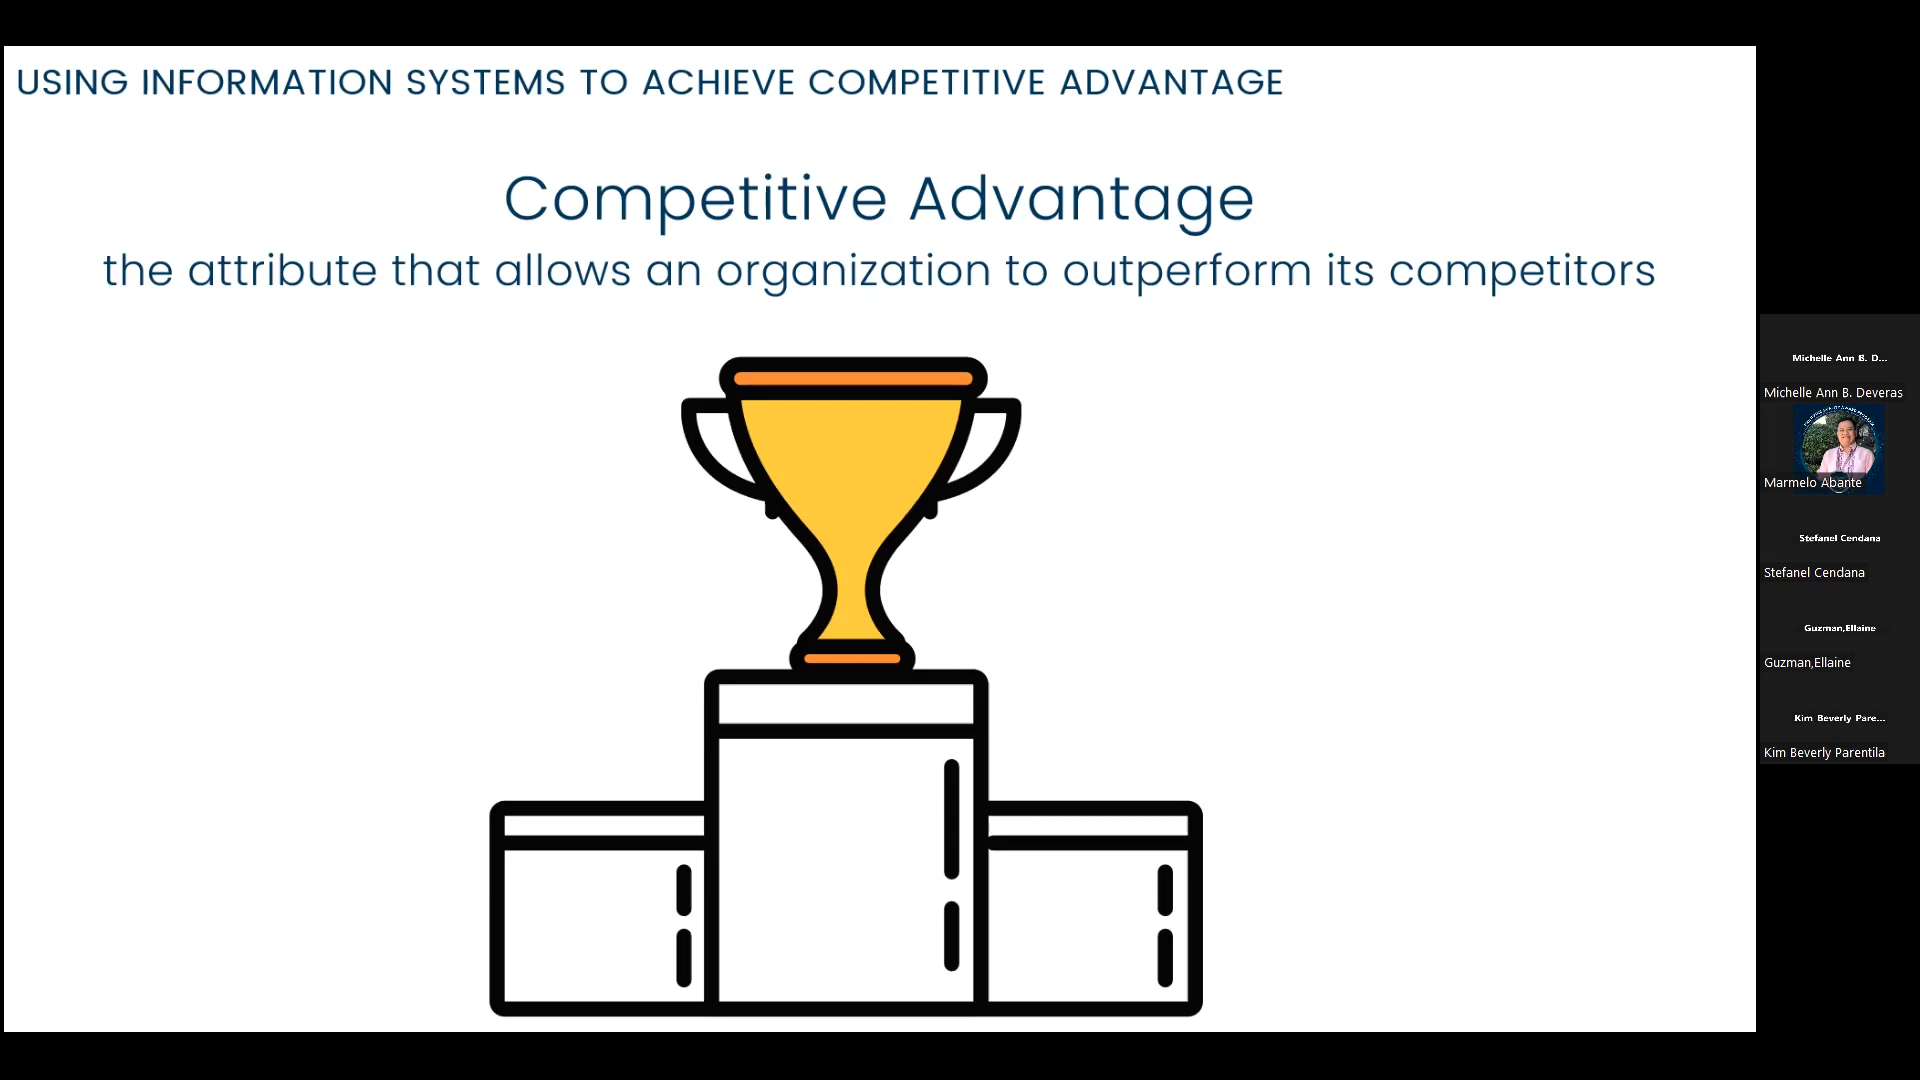 USING INFORMATION SYSTEMS TO ACHIEVE COMPETITIVE ADVANTAGE
Competitive Advantage
the attribute that allows an organization to outperform its competitors
Michelle Ann B. D...
Michelle Ann B. Deveras
Marmelo Abante
Stefanel Cendana
Stefanel Cendana
Guzman,Ellaine
Guzman,Ellaine
Kim Beverly Pare...
Kim Beverly Parentila